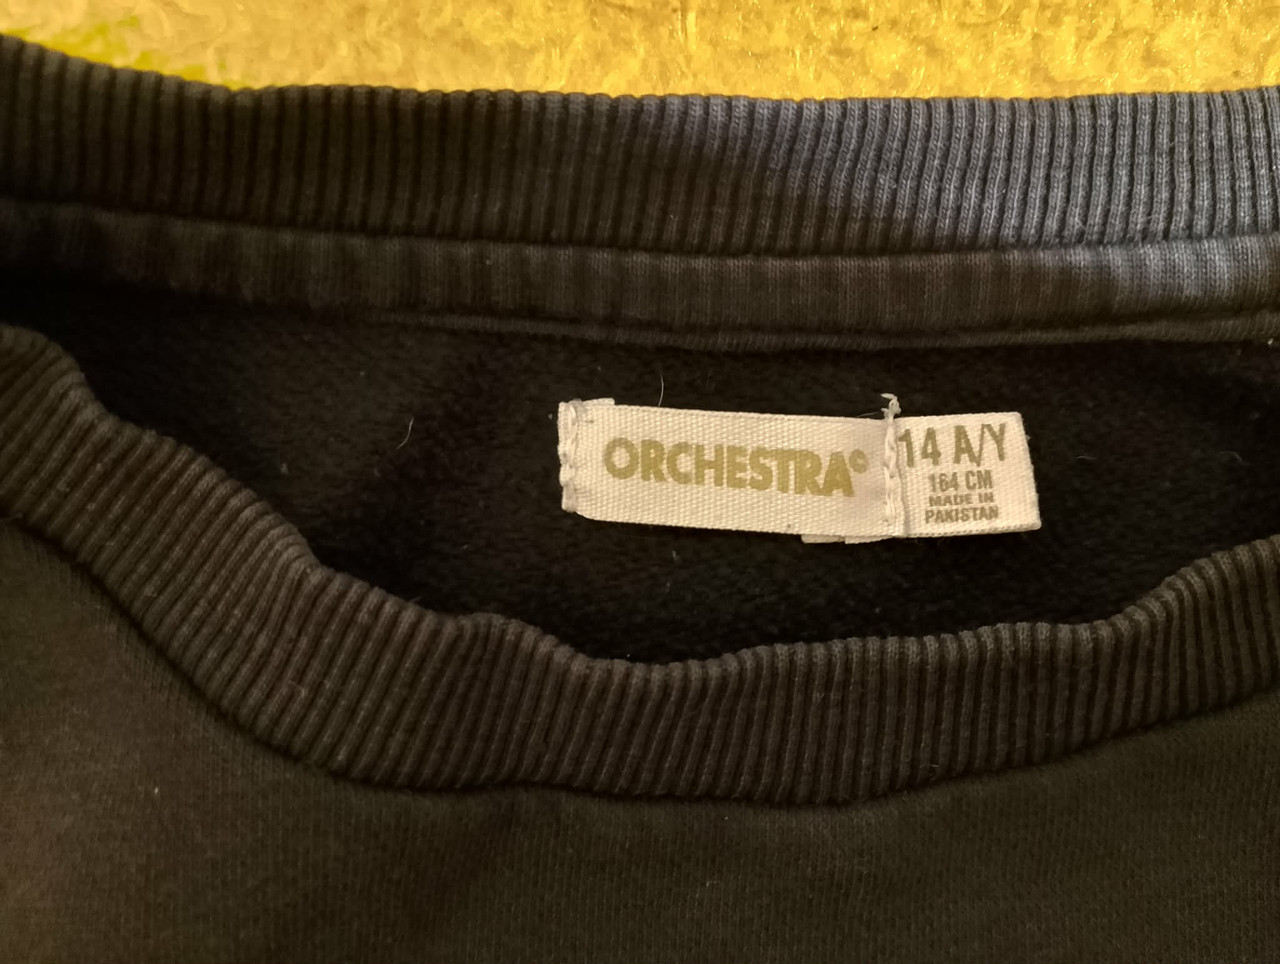 ORCHESTRA©
14 A/Y
164 CM
MADE IN
PAKISTAN